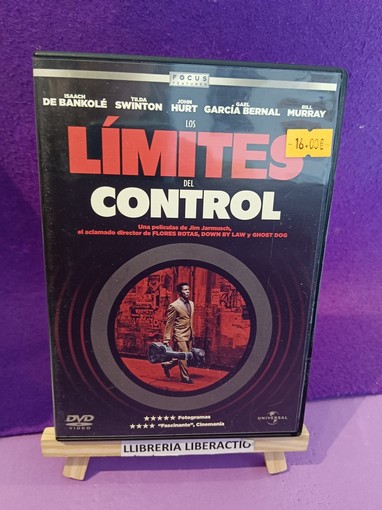 FOCUS
FEATURES
ISAACH DE BANKOLÉ
TILDA SWINTON
JOHN HURT
GAEL GARCÍA BERNAL
BILL MURRAY
LOS
LÍMITES
-16.00€-
DEL
CONTROL
Una películas de Jim Jarmusch,
el aclamado director de FLORES ROTAS, DOWN BY LAW y GHOST DOG
★★★★★ Fotogramas
★★★★ "Fascinante", Cinemanía
DVD
VIDEO
UNIVERSAL
LLIBRERIA LIBERACTIO